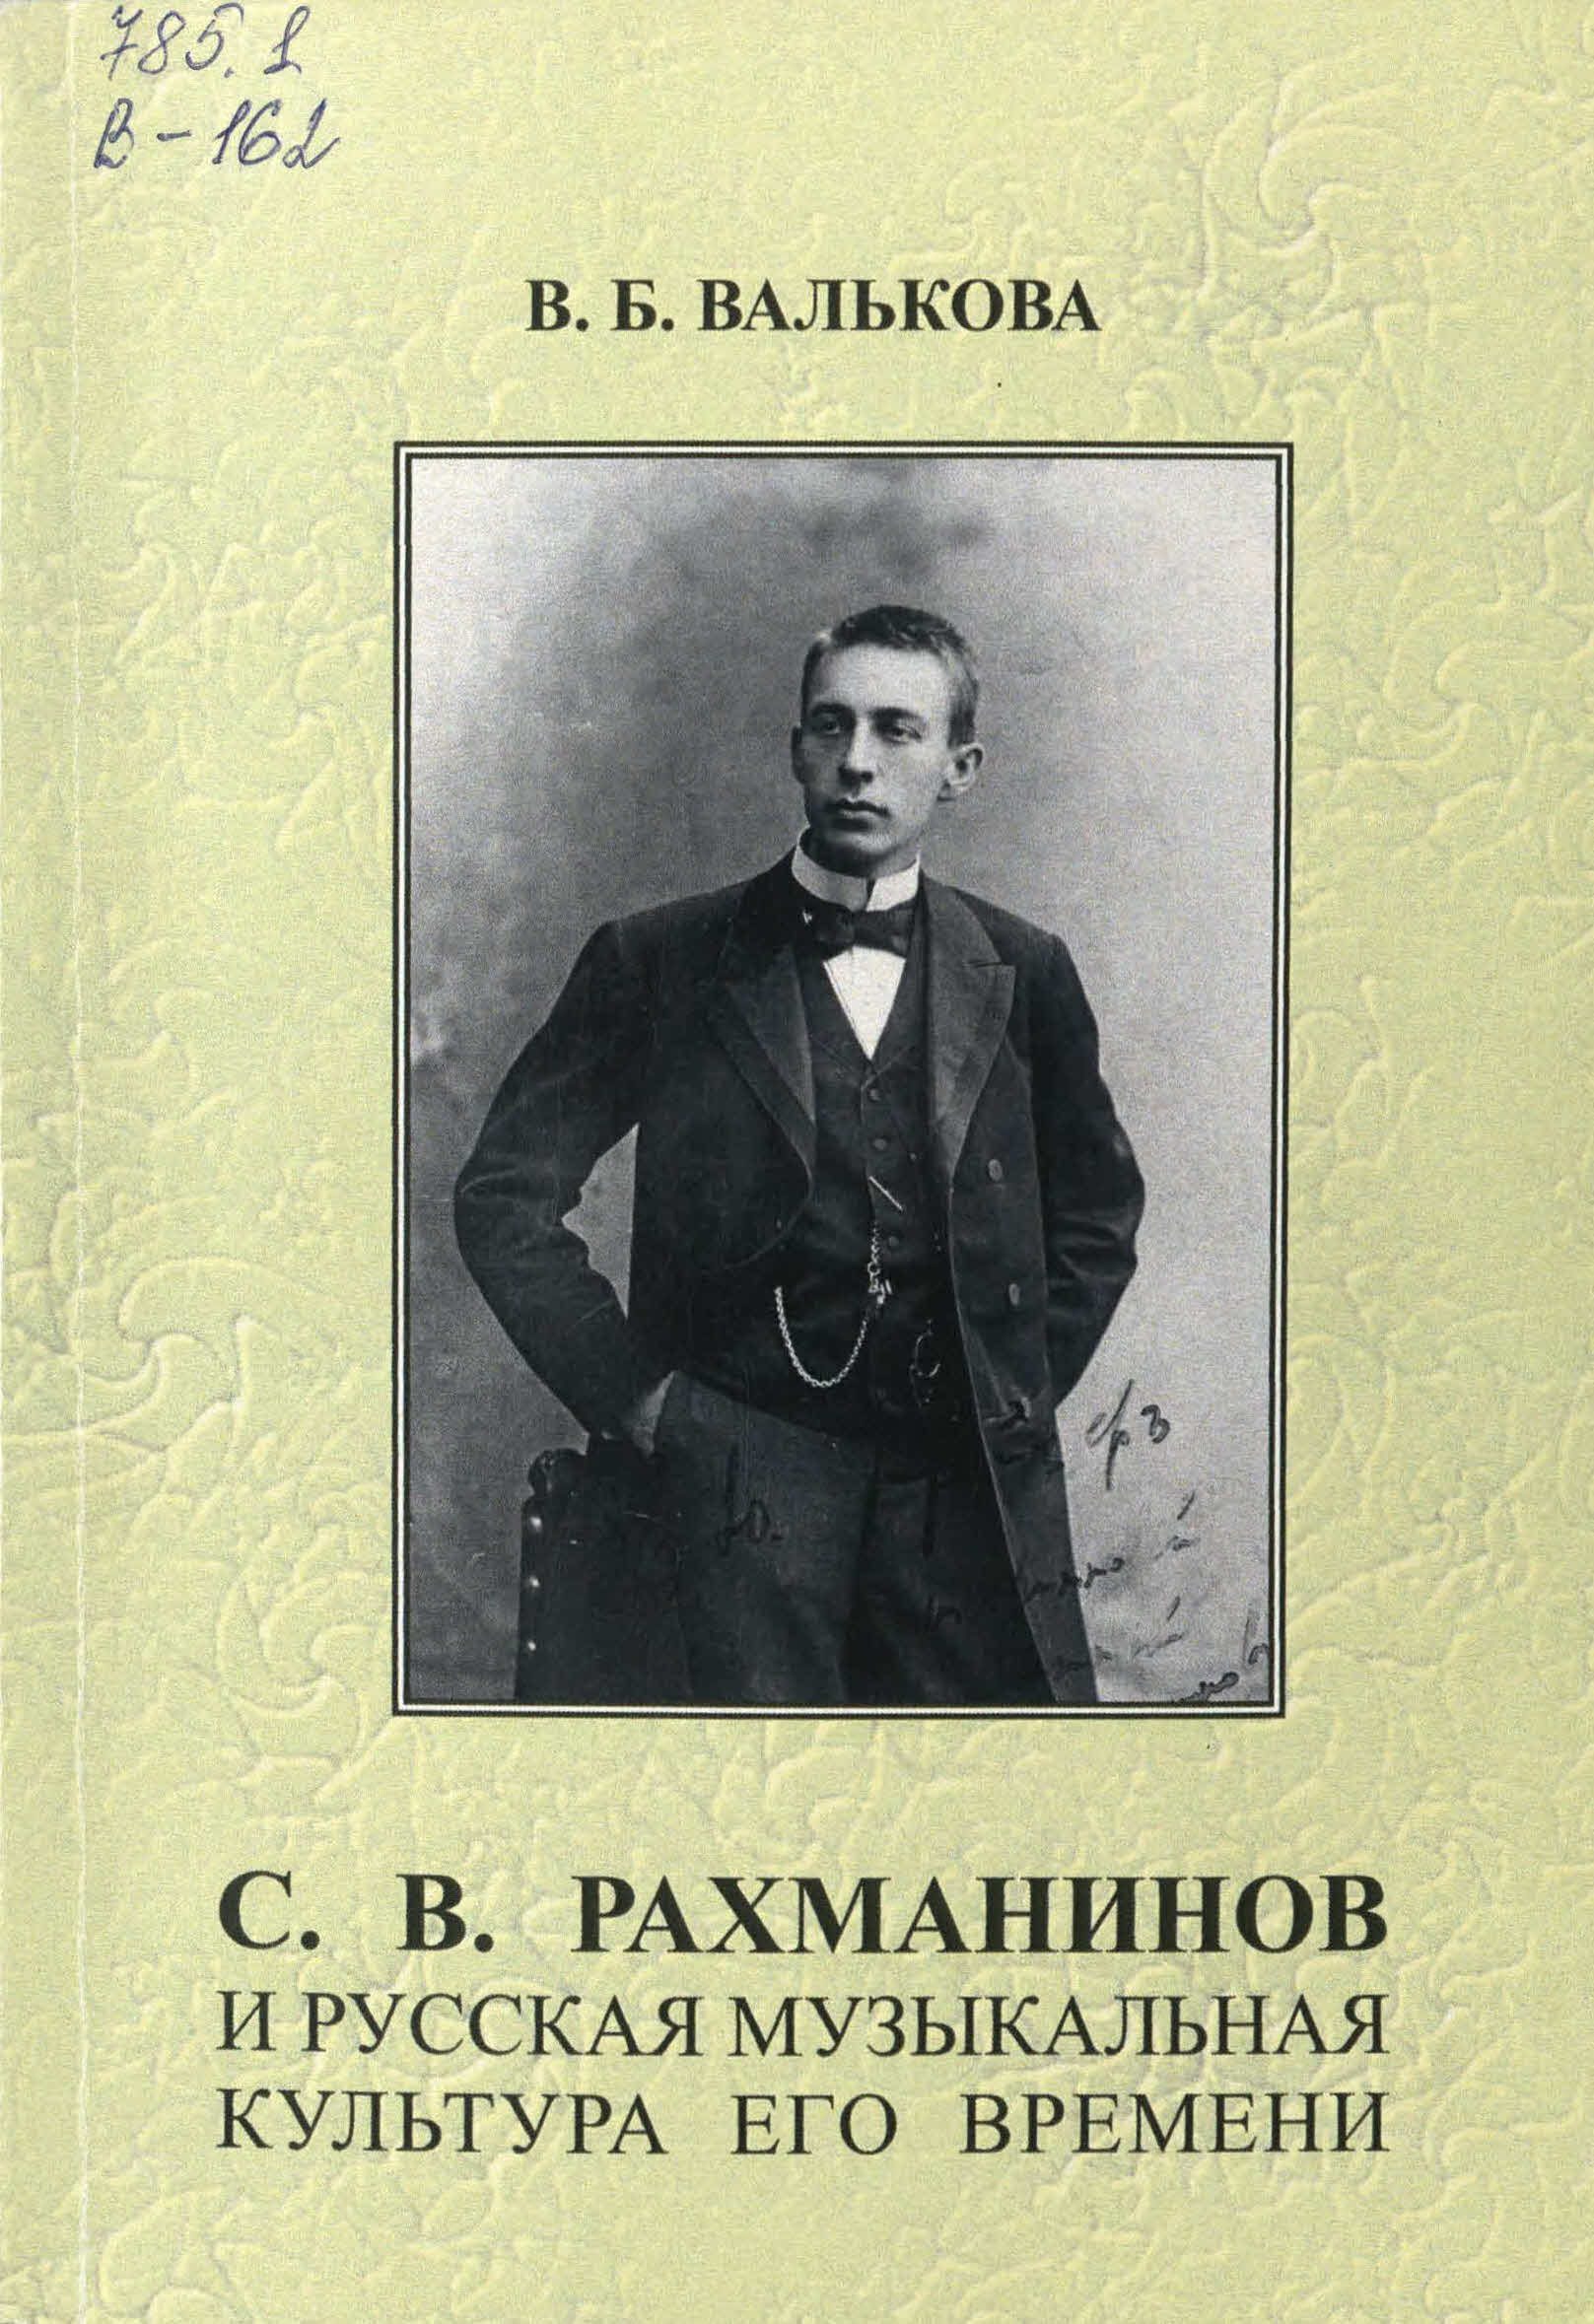 785.1
В-162
В. Б. ВАЛЬКОВА
С. В. РАХМАНИНОВ
И РУССКАЯ МУЗЫКАЛЬНАЯ
КУЛЬТУРА ЕГО ВРЕМЕНИ